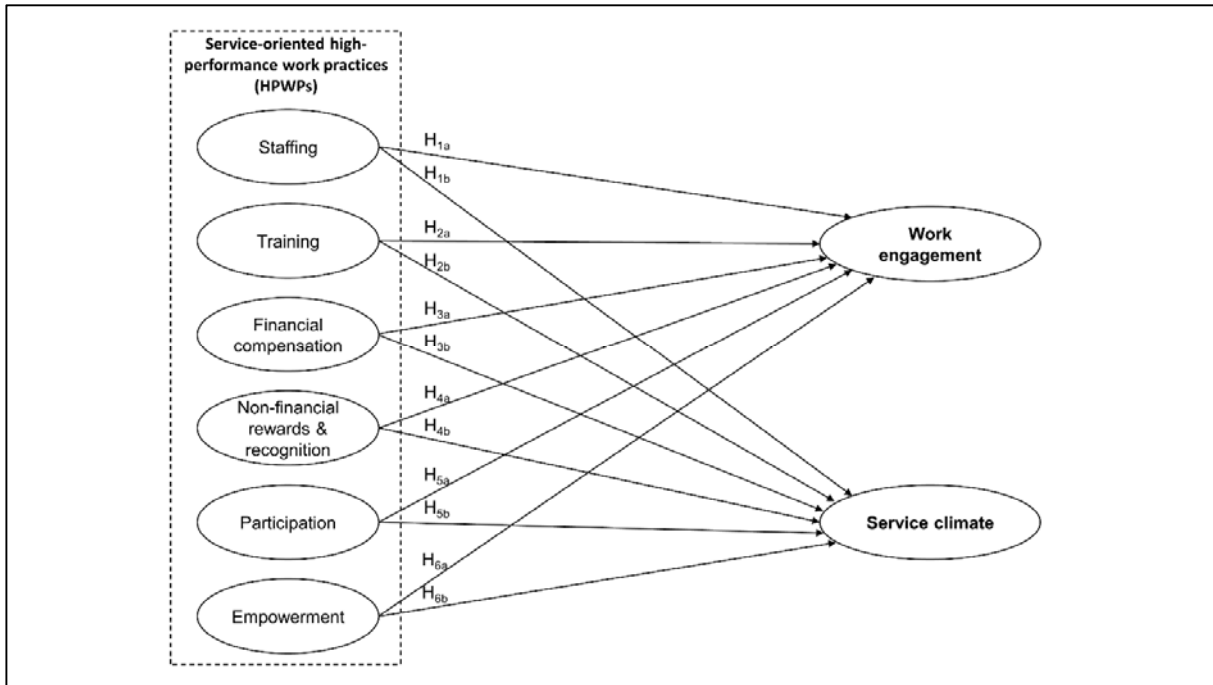 Service-oriented high-
performance work practices
(HPWPs)
Staffing
H1a
H1b
Training
H2a
H2b
Work
engagement
Financial
compensation
H3a
H3b
Non-financial
rewards &
recognition
H4a
H4b
Participation
H5a
H5b
Service climate
Empowerment
H6a
H6b